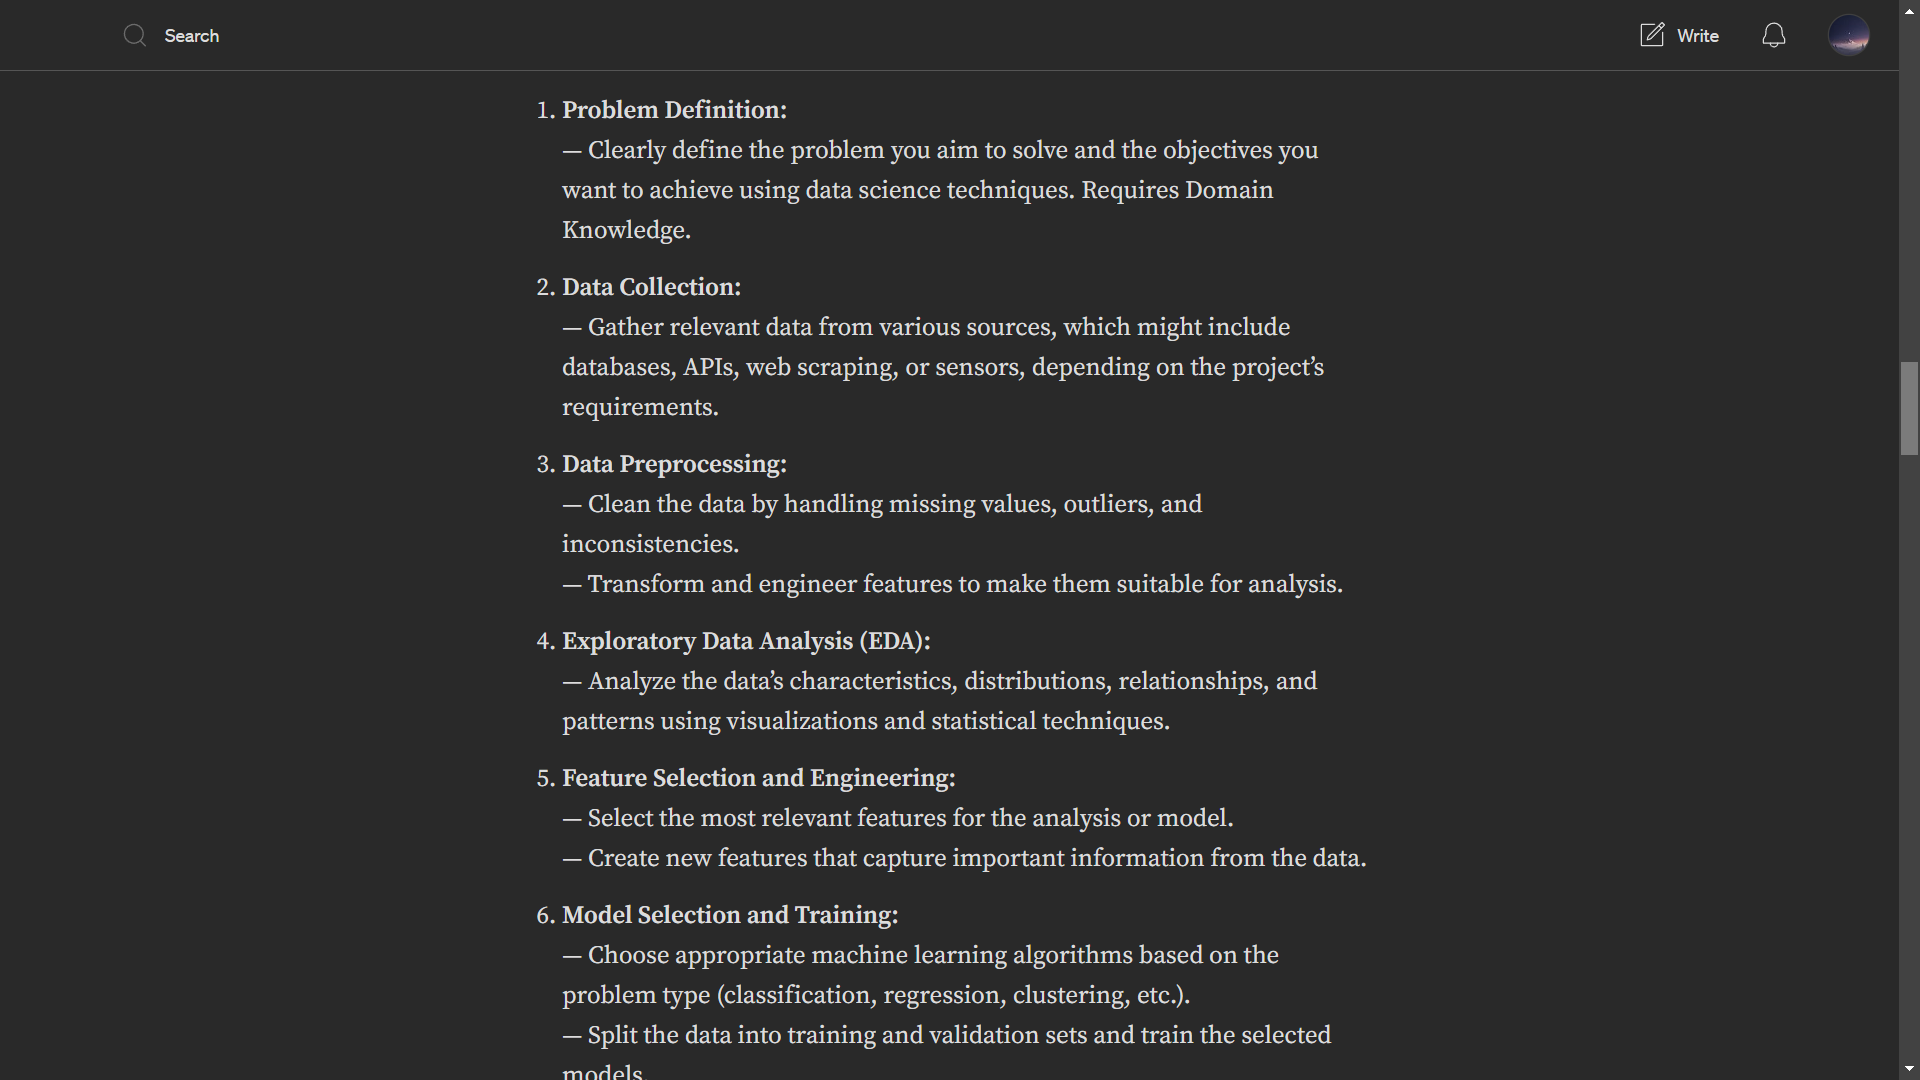 Search
Write
1. Problem Definition:
— Clearly define the problem you aim to solve and the objectives you
want to achieve using data science techniques. Requires Domain
Knowledge.
2. Data Collection:
— Gather relevant data from various sources, which might include
databases, APIs, web scraping, or sensors, depending on the project’s
requirements.
3. Data Preprocessing:
— Clean the data by handling missing values, outliers, and
inconsistencies.
— Transform and engineer features to make them suitable for analysis.
4. Exploratory Data Analysis (EDA):
— Analyze the data’s characteristics, distributions, relationships, and
patterns using visualizations and statistical techniques.
5. Feature Selection and Engineering:
— Select the most relevant features for the analysis or model.
— Create new features that capture important information from the data.
6. Model Selection and Training:
— Choose appropriate machine learning algorithms based on the
problem type (classification, regression, clustering, etc.).
— Split the data into training and validation sets and train the selected
models.